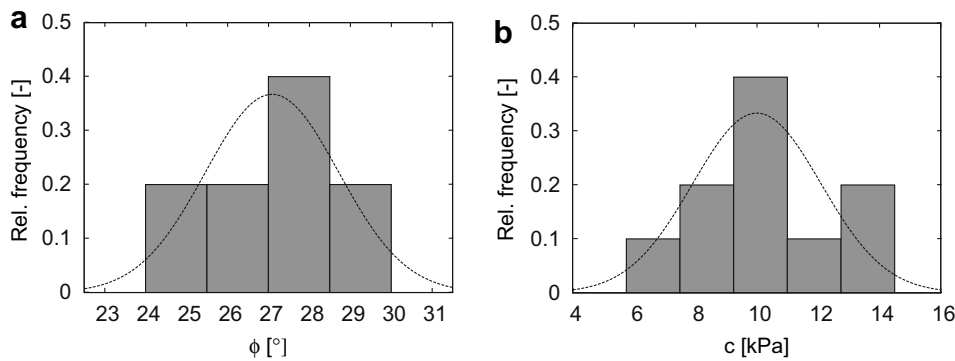 a
Rel. frequency [-]
0.5
0.4
0.3
0.2
0.1
0
23 24 25 26 27 28 29 30 31
ϕ [°]
b
Rel. frequency [-]
0.5
0.4
0.3
0.2
0.1
0
4 6 8 10 12 14 16
c [kPa]